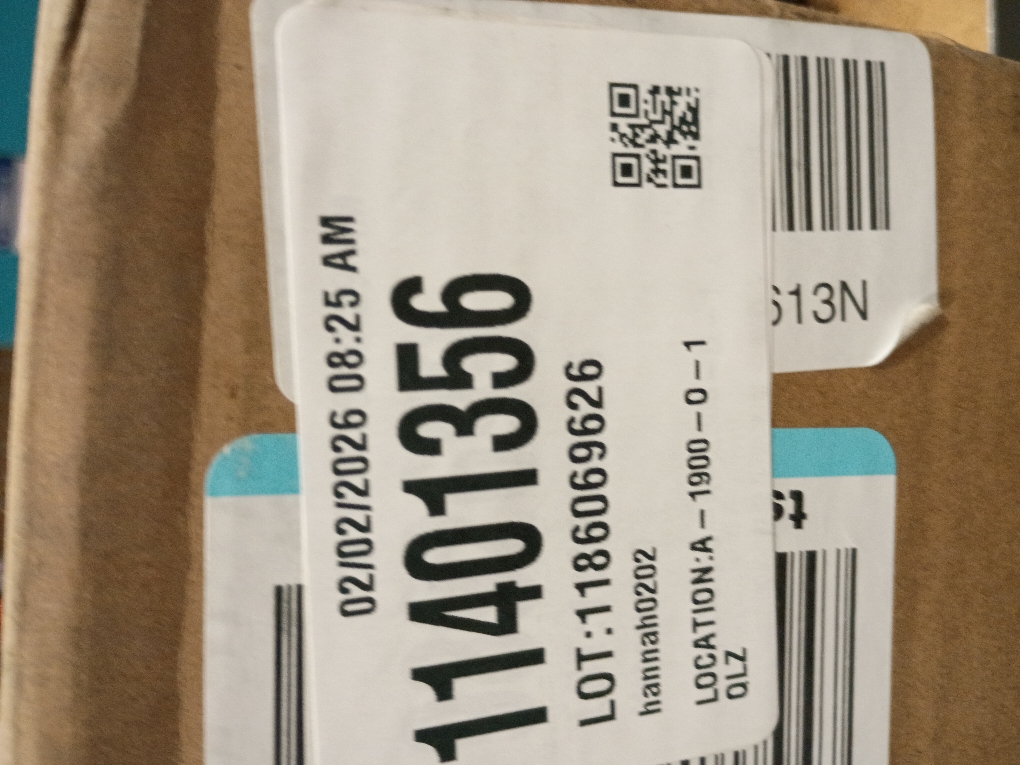 02/02/2026 08:25 AM
11401356
LOT:1186069626
hannah0202
LOCATION:A-1900-0-1
QLZ
613N